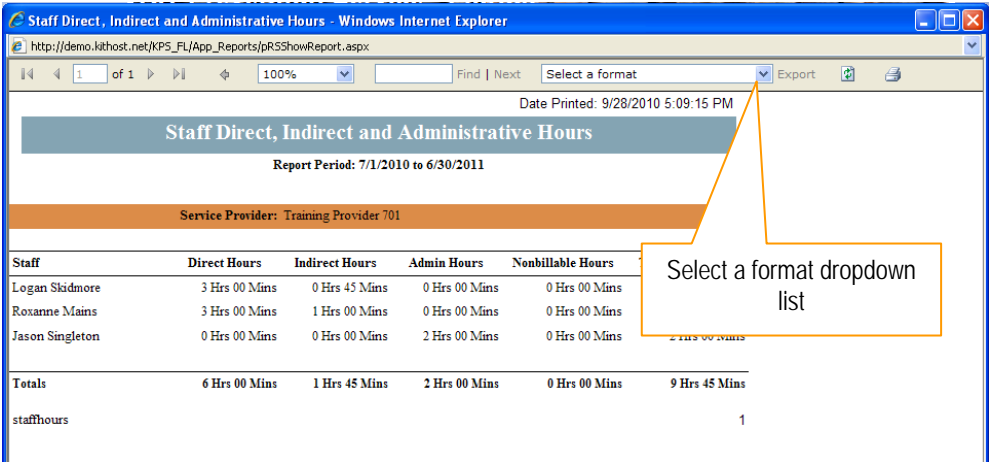 Staff Direct, Indirect and Administrative Hours - Windows Internet Explorer
http://demo.kithost.net/KPS_FL/App_Reports/pRSShowReport.aspx
1 of 1 100% Find | Next Select a format Export
Date Printed: 9/28/2010 5:09:15 PM
Staff Direct, Indirect and Administrative Hours
Report Period: 7/1/2010 to 6/30/2011
Service Provider: Training Provider 701
Staff Direct Hours Indirect Hours Admin Hours Nonbillable Hours
Logan Skidmore 3 Hrs 00 Mins 0 Hrs 45 Mins 0 Hrs 00 Mins 0 Hrs 00 Mins
Roxanne Mains 3 Hrs 00 Mins 1 Hrs 00 Mins 0 Hrs 00 Mins 0 Hrs 00 Mins
Jason Singleton 0 Hrs 00 Mins 0 Hrs 00 Mins 2 Hrs 00 Mins 0 Hrs 00 Mins 2 Hrs 00 Mins
Totals 6 Hrs 00 Mins 1 Hrs 45 Mins 2 Hrs 00 Mins 0 Hrs 00 Mins 9 Hrs 45 Mins
staffhours 1
Select a format dropdown
list